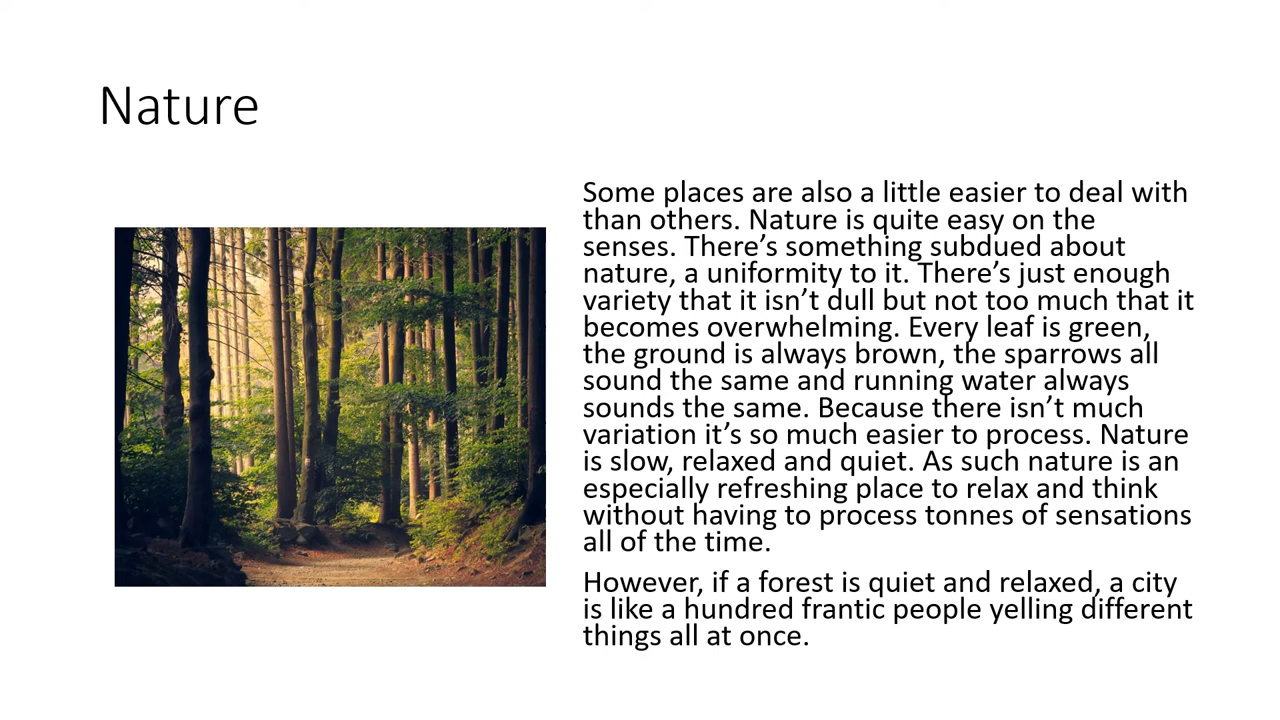 Nature
Some places are also a little easier to deal with
than others. Nature is quite easy on the
senses. There’s something subdued about
nature, a uniformity to it. There’s just enough
variety that it isn’t dull but not too much that it
becomes overwhelming. Every leaf is green,
the ground is always brown, the sparrows all
sound the same and running water always
sounds the same. Because there isn’t much
variation it’s so much easier to process. Nature
is slow, relaxed and quiet. As such nature is an
especially refreshing place to relax and think
without having to process tonnes of sensations
all of the time.
However, if a forest is quiet and relaxed, a city
is like a hundred frantic people yelling different
things all at once.